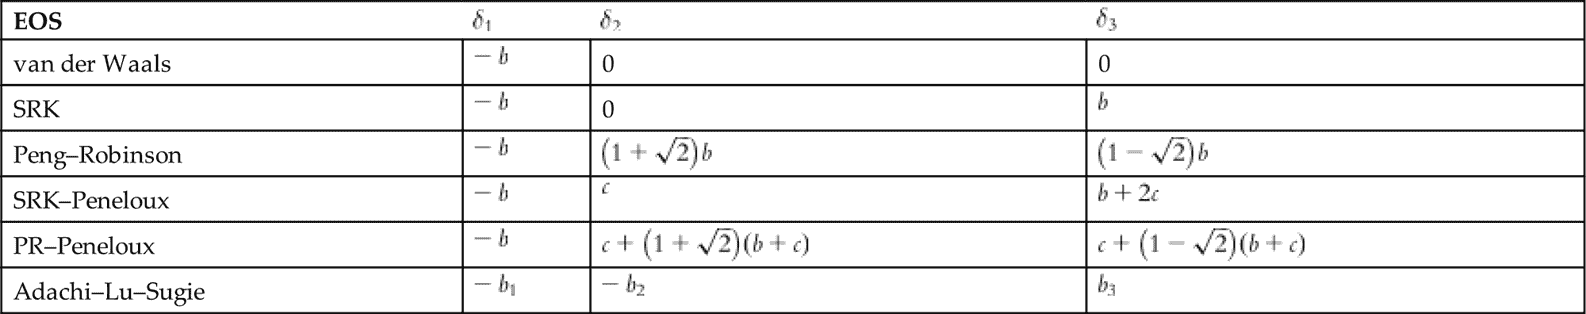 EOS δ₁ δ₂ δ₃
van der Waals − b 0 0
SRK − b 0 b
Peng–Robinson − b (1 + √2)b (1 − √2)b
SRK–Peneloux − b c b + 2c
PR–Peneloux − b c + (1 + √2)(b + c) c + (1 − √2)(b + c)
Adachi–Lu–Sugie − b₁ − b₂ b₃